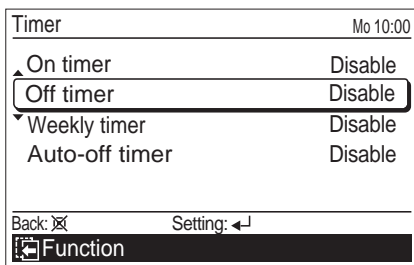 Timer Mo 10:00
On timer Disable
Off timer Disable
Weekly timer Disable
Auto-off timer Disable
Back: Setting:
Function